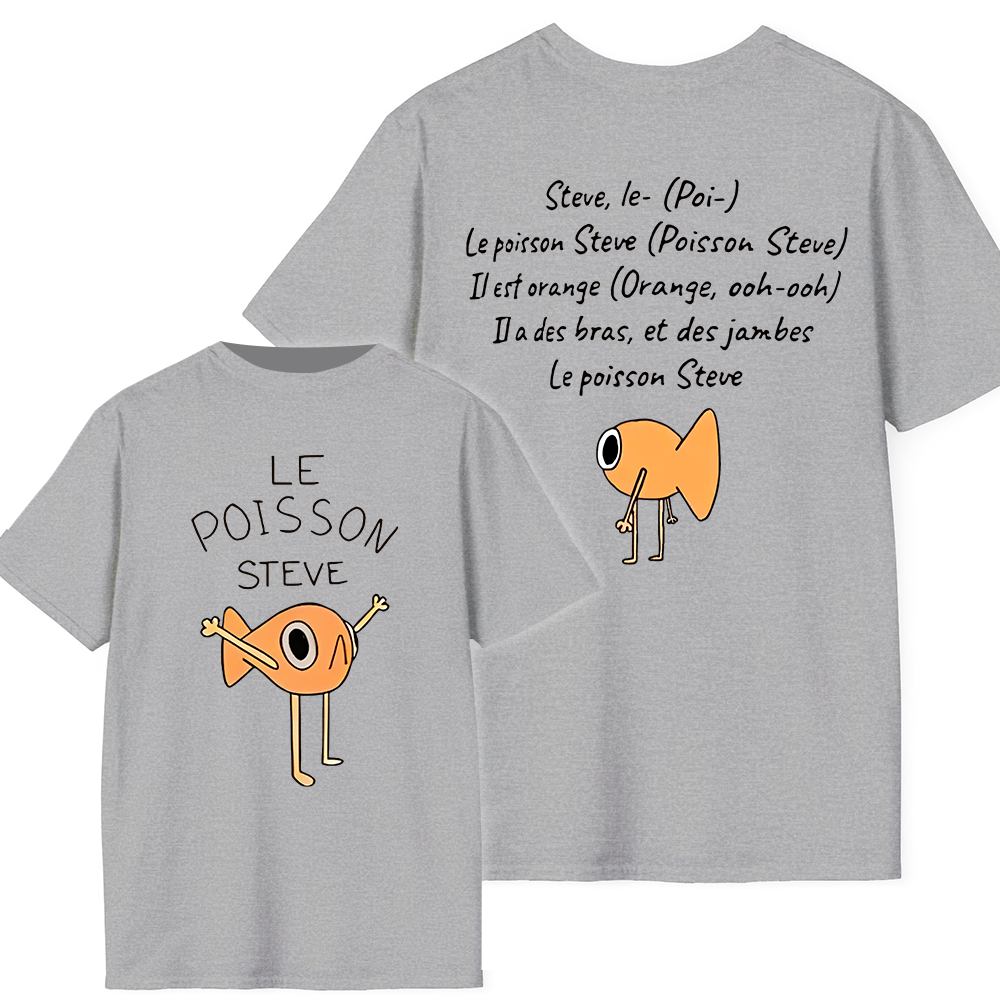 LE
POISSON
STEVE
Steve, le- (Poi-)
Le poisson Steve (Poisson Steve)
Il est orange (Orange, ooh-ooh)
Il a des bras, et des jambes
Le poisson Steve